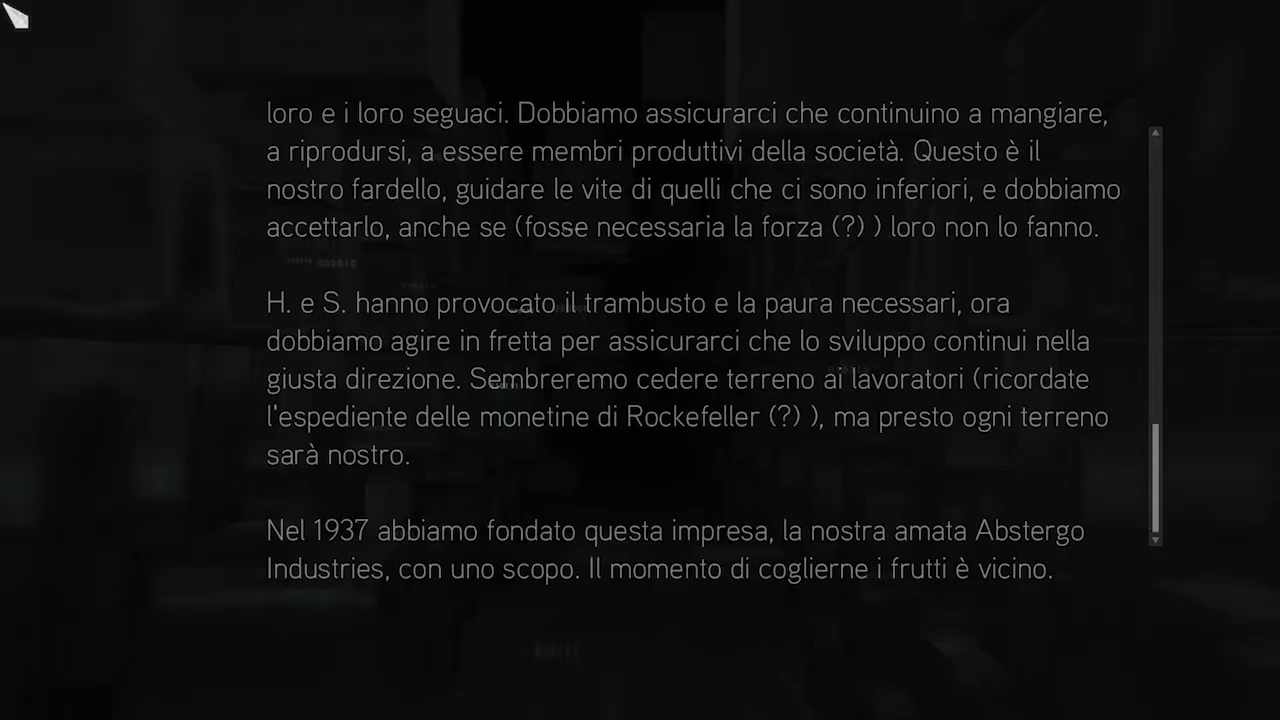 loro e i loro seguaci. Dobbiamo assicurarci che continuino a mangiare,
a riprodursi, a essere membri produttivi della società. Questo è il
nostro fardello, guidare le vite di quelli che ci sono inferiori, e dobbiamo
accettarlo, anche se (fosse necessaria la forza (?) ) loro non lo fanno.
H. e S. hanno provocato il trambusto e la paura necessari, ora
dobbiamo agire in fretta per assicurarci che lo sviluppo continui nella
giusta direzione. Sembreremo cedere terreno ai lavoratori (ricordate
l'espediente delle monetine di Rockefeller (?) ), ma presto ogni terreno
sarà nostro.
Nel 1937 abbiamo fondato questa impresa, la nostra amata Abstergo
Industries, con uno scopo. Il momento di coglierne i frutti è vicino.